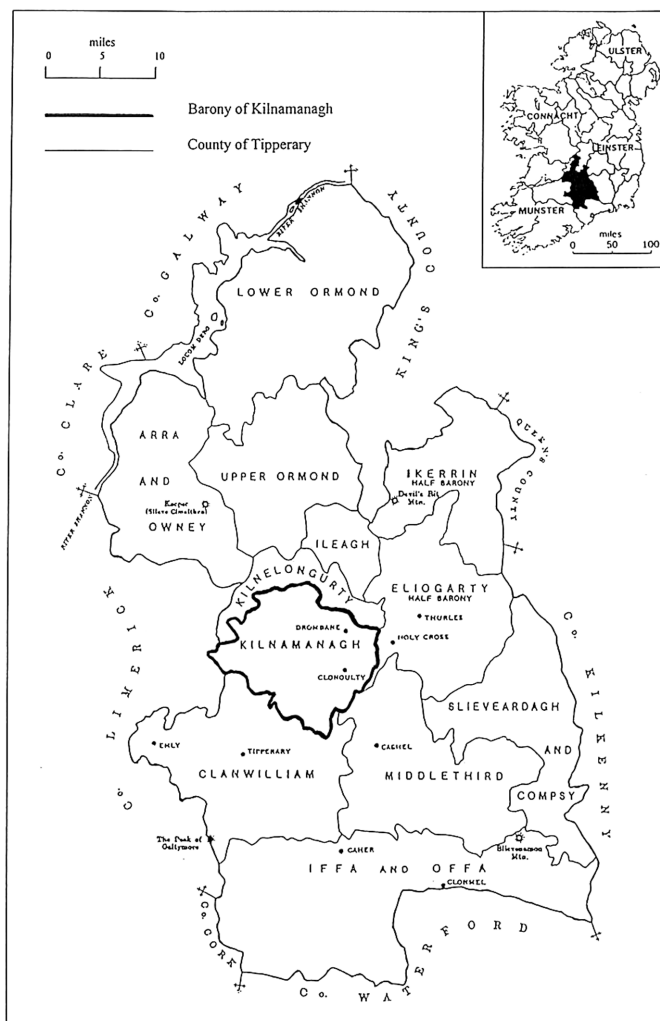 miles
0 5 10
Barony of Kilnamanagh
County of Tipperary
ULSTER
CONNACHT
LEINSTER
MUNSTER
miles
0 50 100
Co. GALWAY
RIVER SHANNON
KING'S COUNTY
LOWER ORMOND
LOUGH DERG
Co. CLARE
ARRA
AND
OWNEY
Keeper
RIVER SHANNON
UPPER ORMOND
IKERRIN
HALF BARONY
Devil's Bit
Mtn.
QUEEN'S COUNTY
ILEAGH
KILNELONGURTY
ELIOGARTY
HALF BARONY
THURLES
HOLY CROSS
DROMBANE
KILNAMANAGH
CLONOULTY
Co. LIMERICK
Co. KILKENNY
SLIEVEARDAGH
AND
COMPSY
EMLY
TIPPERARY
CLANWILLIAM
CASHEL
MIDDLETHIRD
The Peak of
Galtymore
CAHER
Slievenamon
Mtn.
IFFA AND OFFA
CLONMEL
Co. CORK
Co. WATERFORD